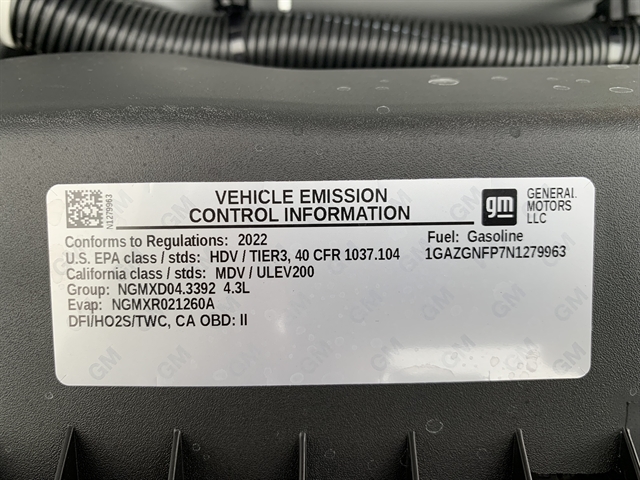 VEHICLE EMISSION
CONTROL INFORMATION
gm
GENERAL
MOTORS
LLC
N1279963
Conforms to Regulations: 2022
Fuel: Gasoline
U.S. EPA class / stds: HDV / TIER3, 40 CFR 1037.104
1GAZGNFP7N1279963
California class / stds: MDV / ULEV200
Group: NGMXD04.3392 4.3L
Evap: NGMXR021260A
DFI/HO2S/TWC, CA OBD: II